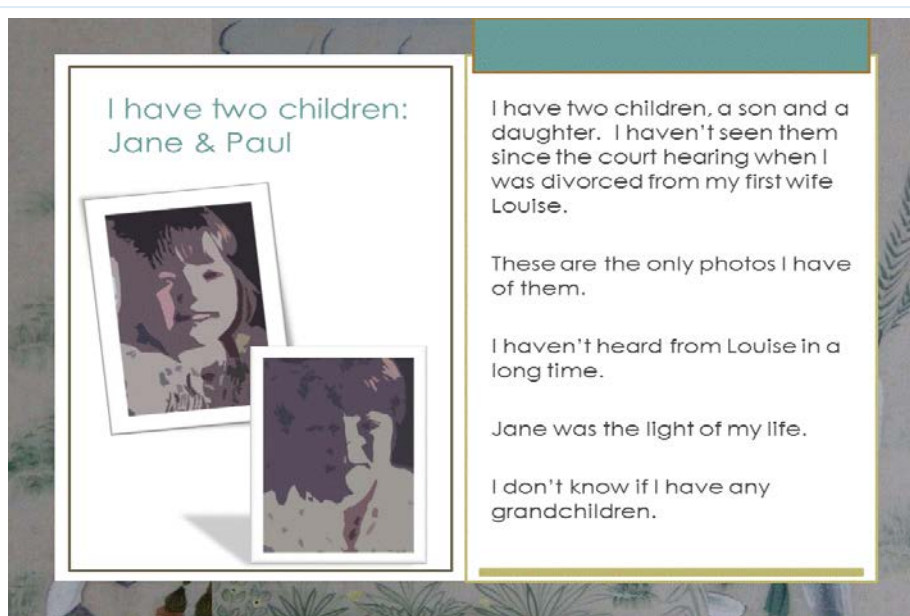 I have two children:
Jane & Paul
I have two children, a son and a
daughter. I haven't seen them
since the court hearing when I
was divorced from my first wife
Louise.
These are the only photos I have
of them.
I haven't heard from Louise in a
long time.
Jane was the light of my life.
I don't know if I have any
grandchildren.